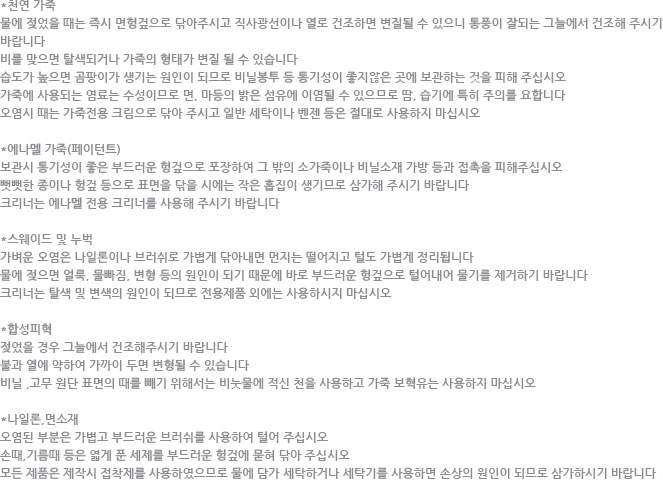 *천연 가죽
물에 젖었을 때는 즉시 면헝겊으로 닦아주시고 직사광선이나 열로 건조하면 변질될 수 있으니 통풍이 잘되는 그늘에서 건조해 주시기
바랍니다
비를 맞으면 탈색되거나 가죽의 형태가 변질 될 수 있습니다
습도가 높으면 곰팡이가 생기는 원인이 되므로 비닐봉투 등 통기성이 좋지않은 곳에 보관하는 것을 피해 주십시오
가죽에 사용되는 염료는 수성이므로 면, 마등의 밝은 섬유에 이염될 수 있으므로 땀, 습기에 특히 주의를 요합니다
오염시 때는 가죽전용 크림으로 닦아 주시고 일반 세탁이나 벤젠 등은 절대로 사용하지 마십시오
*에나멜 가죽(페이턴트)
보관시 통기성이 좋은 부드러운 헝겊으로 포장하여 그 밖의 소가죽이나 비닐소재 가방 등과 접촉을 피해주십시오
뻣뻣한 종이나 헝겊 등으로 표면을 닦을 시에는 작은 흡집이 생기므로 삼가해 주시기 바랍니다
크리너는 에나멜 전용 크리너를 사용해 주시기 바랍니다
*스웨이드 및 누벅
가벼운 오염은 나일론이나 브러쉬로 가볍게 닦아내면 먼지는 떨어지고 털도 가볍게 정리됩니다
물에 젖으면 얼룩, 물빠짐, 변형 등의 원인이 되기 때문에 바로 부드러운 헝겊으로 털어내어 물기를 제거하기 바랍니다
크리너는 탈색 및 변색의 원인이 되므로 전용제품 외에는 사용하시지 마십시오
*합성피혁
젖었을 경우 그늘에서 건조해주시기 바랍니다
불과 열에 약하여 가까이 두면 변형될 수 있습니다
비닐 ,고무 원단 표면의 때를 빼기 위해서는 비눗물에 적신 천을 사용하고 가죽 보혁유는 사용하지 마십시오
*나일론,면소재
오염된 부분은 가볍고 부드러운 브러쉬를 사용하여 털어 주십시오
손때,기름때 등은 엷게 푼 세제를 부드러운 헝겊에 묻혀 닦아 주십시오
모든 제품은 제작시 접착제를 사용하였으므로 물에 담가 세탁하거나 세탁기를 사용하면 손상의 원인이 되므로 삼가하시기 바랍니다